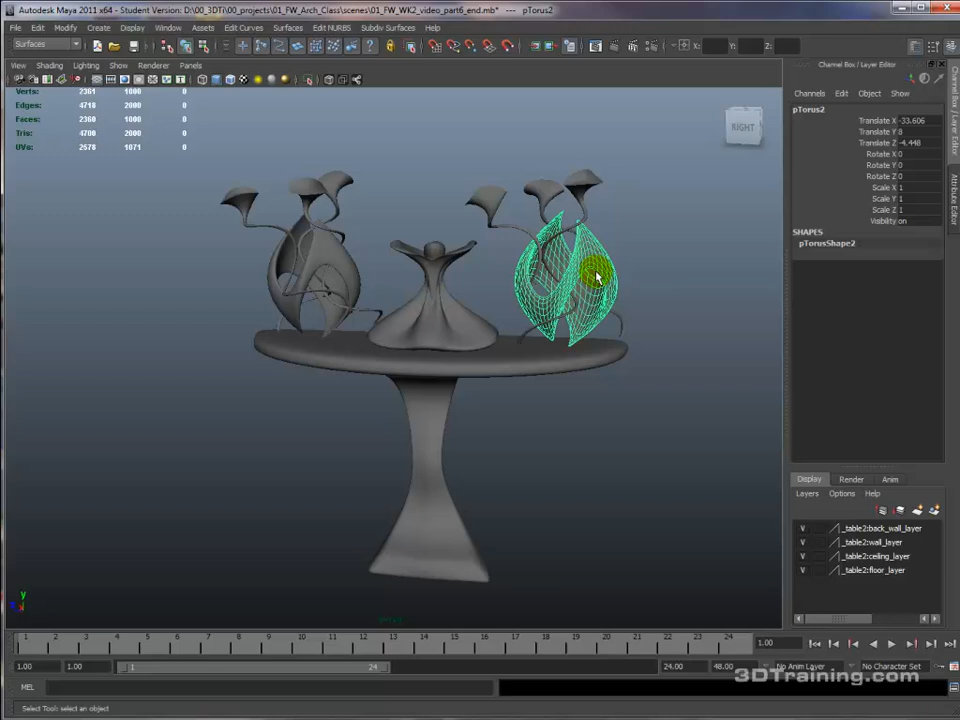 Autodesk Maya 2011 x64 - Student Version: D:\00_3DTi\00_projects\01_FW_Arch_Class\scenes\01_FW_WK2_video_part6_end.mb* --- pTorus2
File Edit Modify Create Display Window Assets Edit Curves Surfaces Edit NURBS Subdiv Surfaces Help
Surfaces X: Y: Z:
View Shading Lighting Show Renderer Panels
Channel Box / Layer Editor
Channels Edit Object Show
Verts: 2361 1000 0
Edges: 4718 2000 0
Faces: 2360 1000 0
Tris: 4700 2000 0
UVs: 2578 1071 0
RIGHT
pTorus2
Translate X -33.606
Translate Y 8
Translate Z -4.448
Rotate X 0
Rotate Y 0
Rotate Z 0
Scale X 1
Scale Y 1
Scale Z 1
Visibility on
SHAPES
pTorusShape2
Channel Box / Layer Editor
Attribute Editor
Display Render Anim
Layers Options Help
V _table2:back_wall_layer
V _table2:wall_layer
V _table2:ceiling_layer
V _table2:floor_layer
y
persp
1 2 3 4 5 6 7 8 9 10 11 12 13 14 15 16 17 18 19 20 21 22 23 24 1.00
1.00 1.00 1 24 24.00 48.00 No Anim Layer No Character Set
MEL
3DTraining.com
Select Tool: select an object